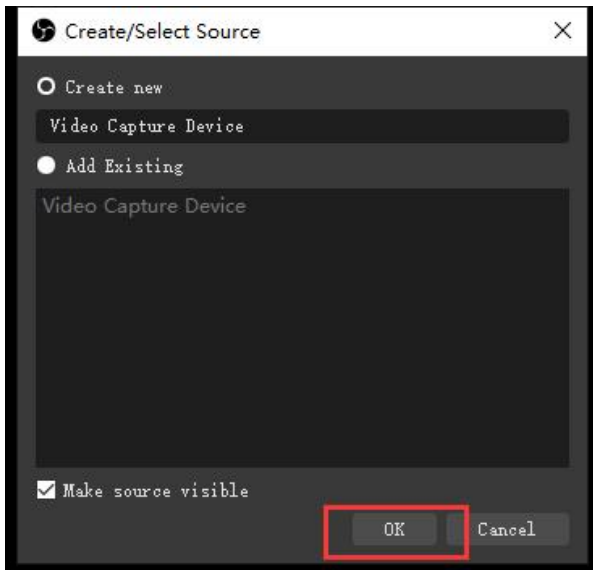 Create/Select Source
Create new
Video Capture Device
Add Existing
Video Capture Device
Make source visible
OK Cancel